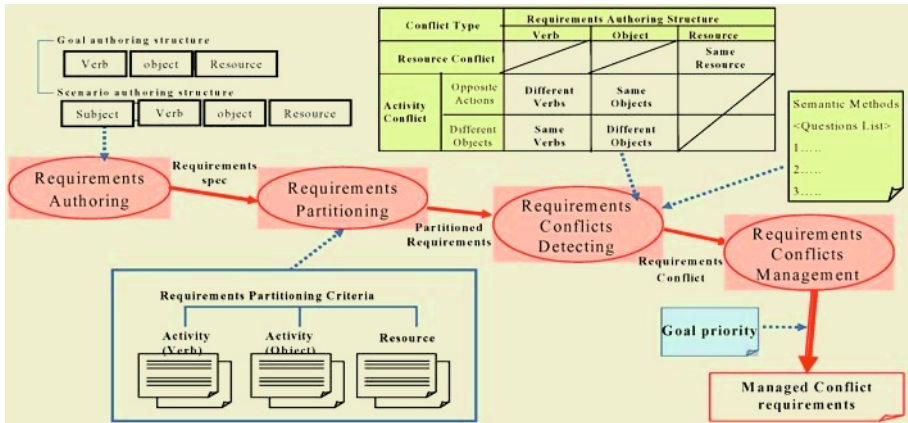 Goal authoring structure
Verb object Resource
Scenario authoring structure
Subject Verb object Resource
Conflict Type Requirements Authoring Structure
Verb Object Resource
Resource Conflict Same
Resource
Activity
Conflict
Opposite
Actions
Different
Verbs
Same
Objects
Different
Objects
Same
Verbs
Different
Objects
Semantic Methods
<Questions List>
1.....
2.....
3.....
Requirements
Authoring
Requirements
spec
Requirements
Partitioning
Partitioned
Requirements
Requirements
Conflicts
Detecting
Requirements
Conflict
Requirements
Conflicts
Management
Requirements Partitioning Criteria
Activity
(Verb)
Activity
(Object)
Resource
Goal priority
Managed Conflict
requirements